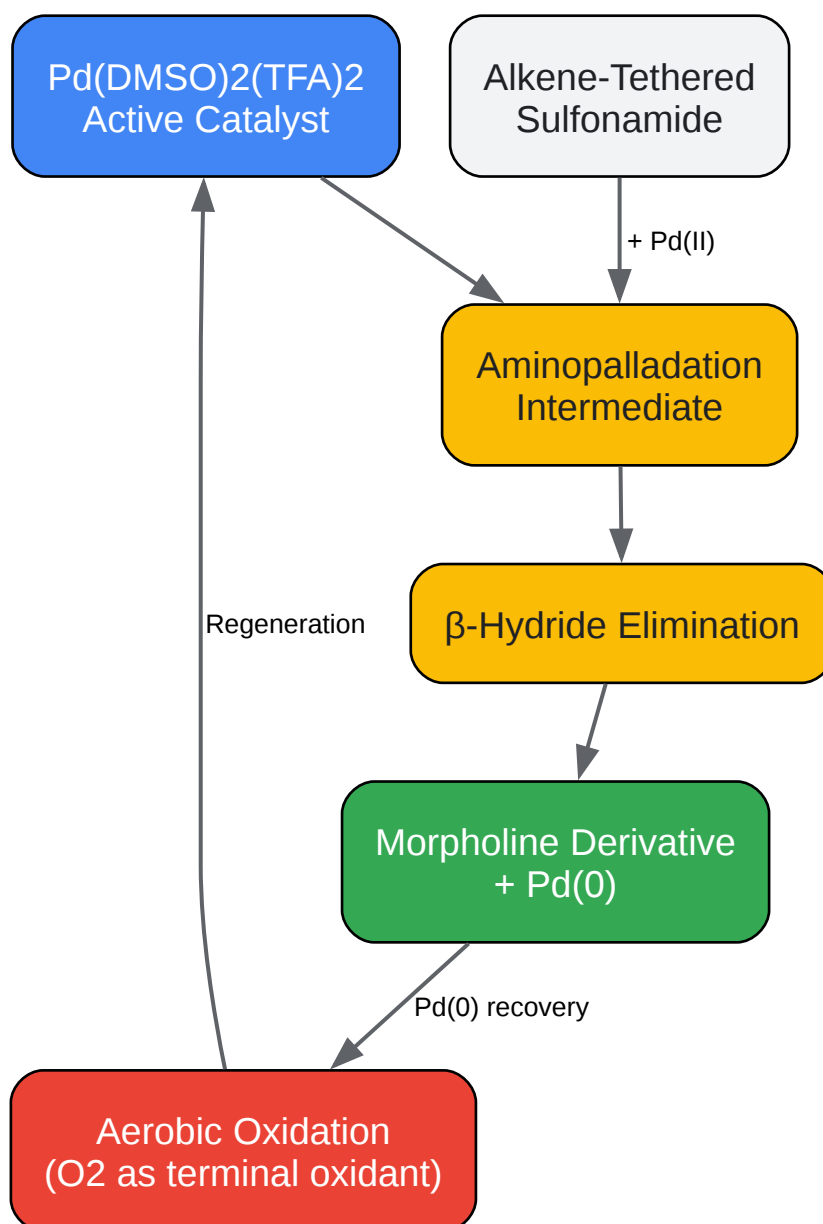 Pd(DMSO)2(TFA)2
Active Catalyst
Alkene-Tethered
Sulfonamide
+ Pd(II)
Aminopalladation
Intermediate
Regeneration
β-Hydride Elimination
Morpholine Derivative
+ Pd(0)
Pd(0) recovery
Aerobic Oxidation
(O2 as terminal oxidant)